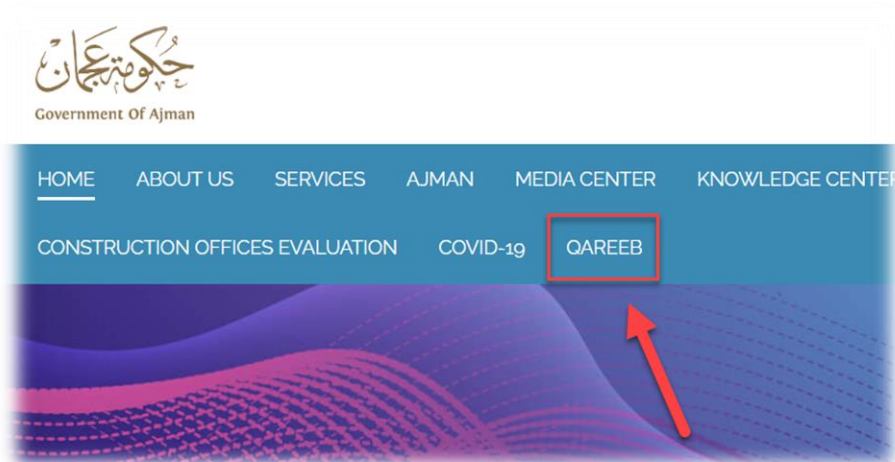 حكومة عجمان
Government Of Ajman
HOME ABOUT US SERVICES AJMAN MEDIA CENTER KNOWLEDGE CENTER
CONSTRUCTION OFFICES EVALUATION COVID-19 QAREEB